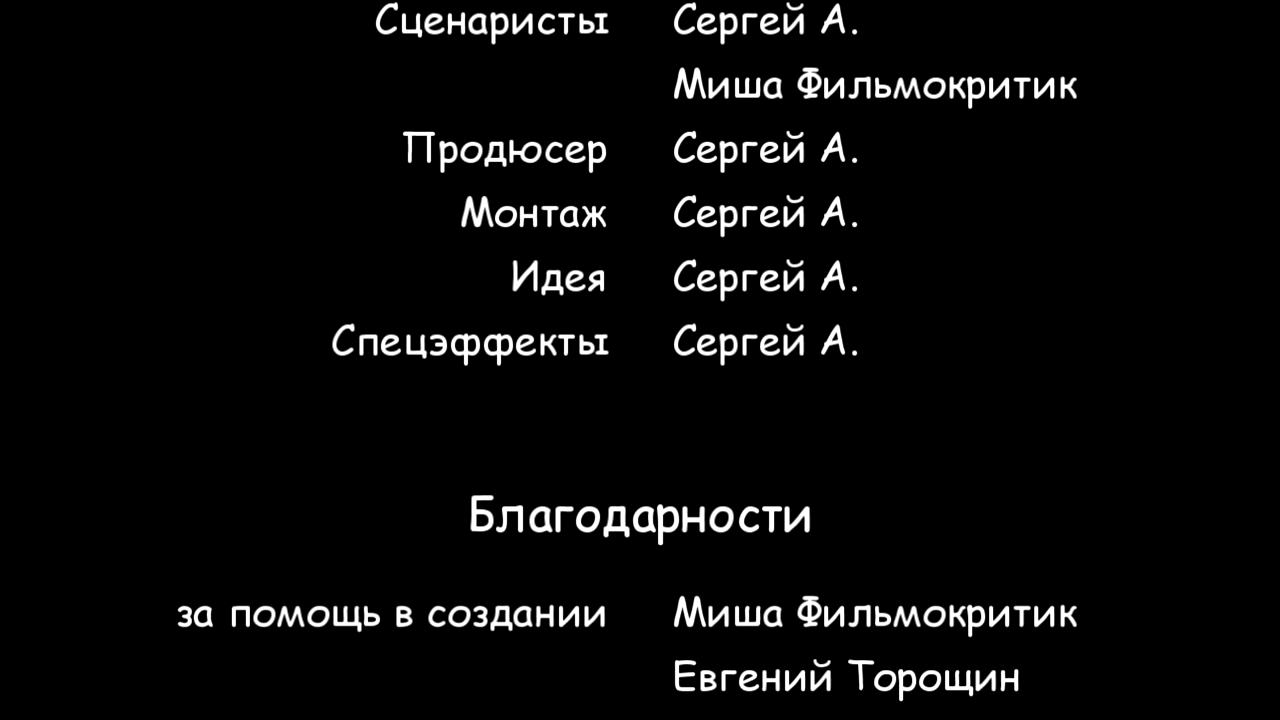 Сценаристы Сергей А.
Миша Фильмокритик
Продюсер Сергей А.
Монтаж Сергей А.
Идея Сергей А.
Спецэффекты Сергей А.
Благодарности
за помощь в создании Миша Фильмокритик
Евгений Торощин